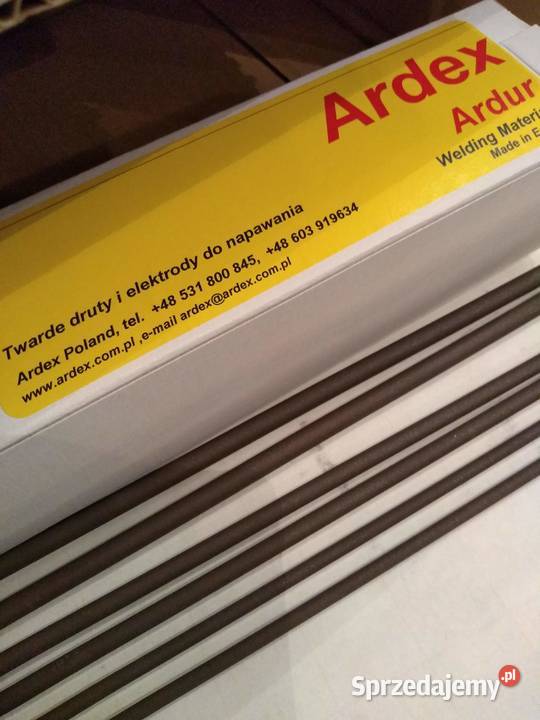 Ardex
Ardur
Welding
Made in
Twarde druty i elektrody do napawania
Ardex Poland, tel. +48 531 800 845, +48 603 919634
www.ardex.com.pl ,e-mail ardex@ardex.com.pl
Sprzedajemy.pl